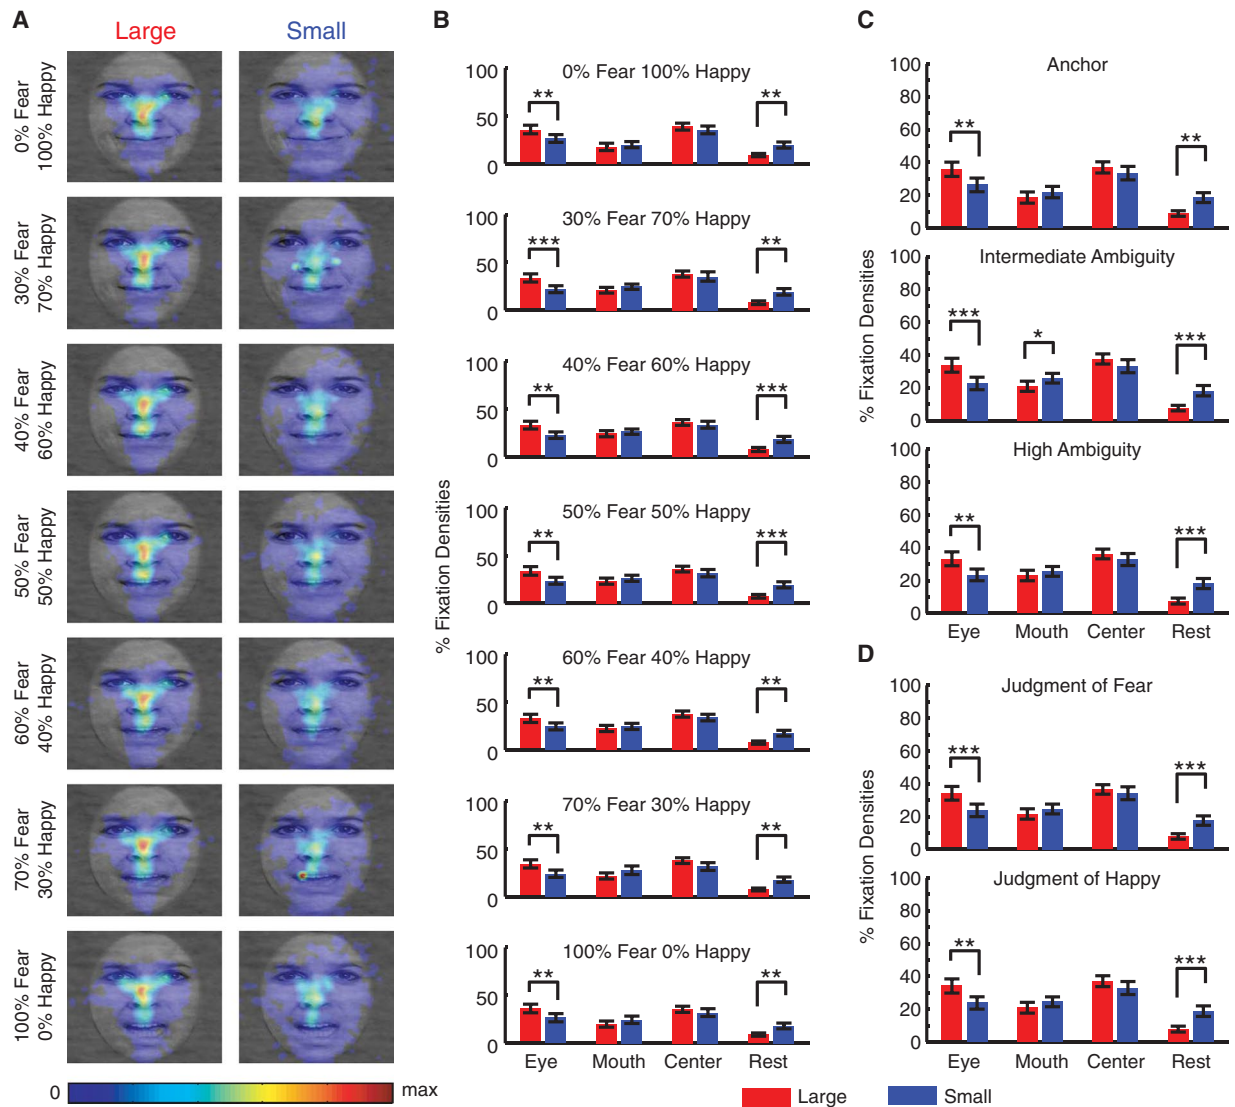 A
Large
Small
0% Fear
100% Happy
30% Fear
70% Happy
40% Fear
60% Happy
50% Fear
50% Happy
60% Fear
40% Happy
70% Fear
30% Happy
100% Fear
0% Happy
0
max
B
% Fixation Densities
0% Fear 100% Happy
100
50
0
**
**
30% Fear 70% Happy
100
50
0
***
**
40% Fear 60% Happy
100
50
0
**
***
50% Fear 50% Happy
100
50
0
**
***
60% Fear 40% Happy
100
50
0
**
**
70% Fear 30% Happy
100
50
0
**
**
100% Fear 0% Happy
100
50
0
**
**
Eye Mouth Center Rest
C
% Fixation Densities
Anchor
100
80
60
40
20
0
**
**
Intermediate Ambiguity
100
80
60
40
20
0
***
*
***
High Ambiguity
100
80
60
40
20
0
**
***
Eye Mouth Center Rest
D
% Fixation Densities
Judgment of Fear
100
80
60
40
20
0
***
***
Judgment of Happy
100
80
60
40
20
0
**
***
Eye Mouth Center Rest
Large Small